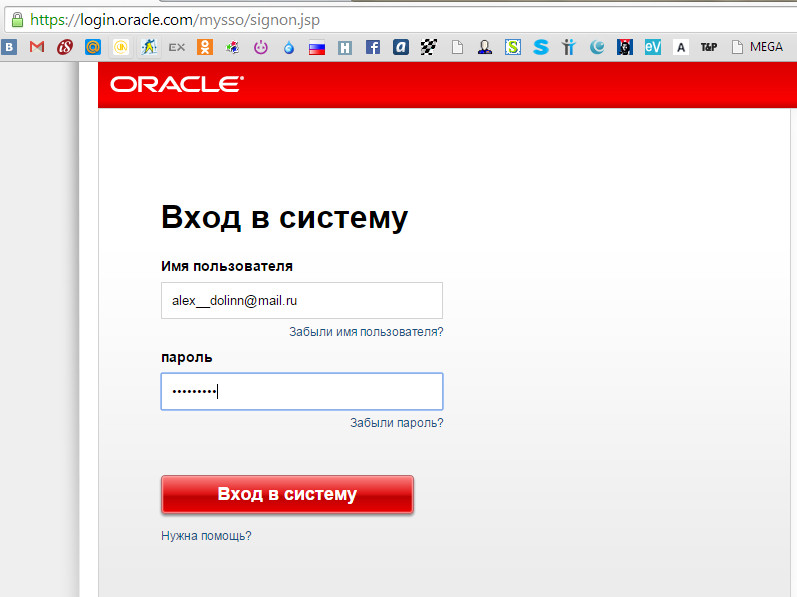 https://login.oracle.com/mysso/signon.jsp
EX T&P MEGA
ORACLE
Вход в систему
Имя пользователя
alex__dolinn@mail.ru
Забыли имя пользователя?
пароль
•••••••••
Забыли пароль?
Вход в систему
Нужна помощь?